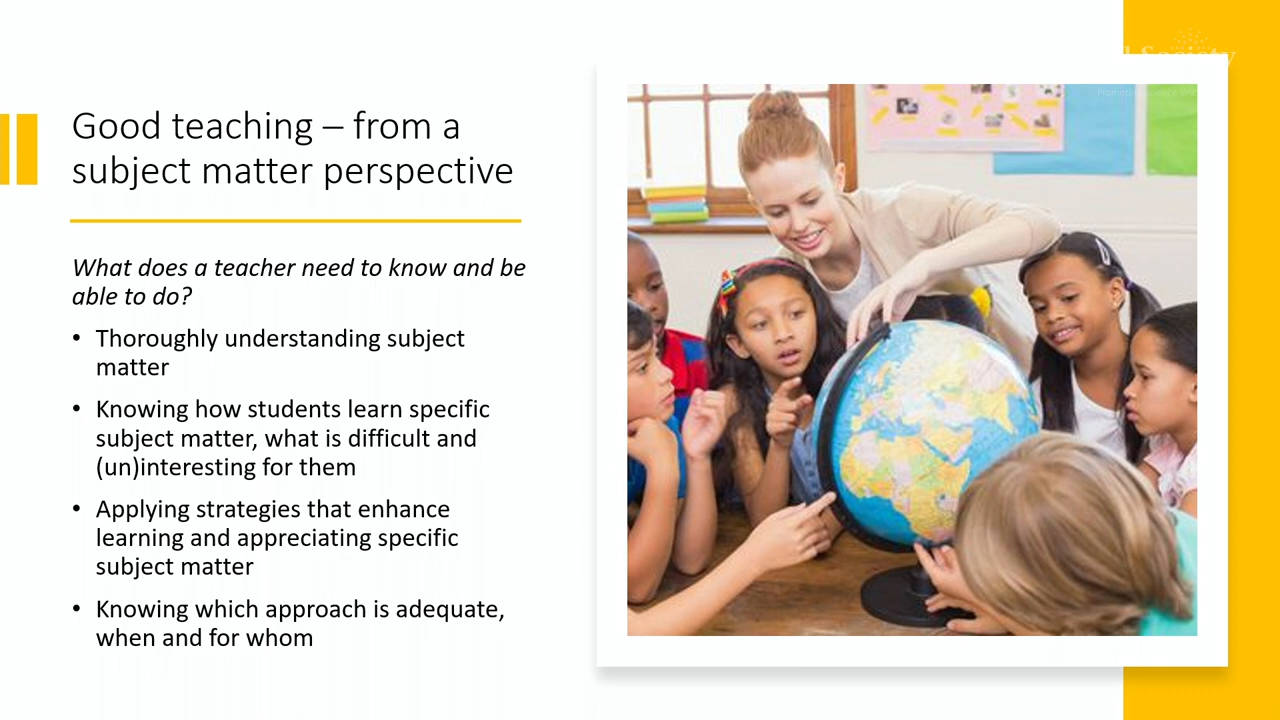 Good teaching – from a
subject matter perspective
What does a teacher need to know and be
able to do?
• Thoroughly understanding subject
matter
• Knowing how students learn specific
subject matter, what is difficult and
(un)interesting for them
• Applying strategies that enhance
learning and appreciating specific
subject matter
• Knowing which approach is adequate,
when and for whom
Society